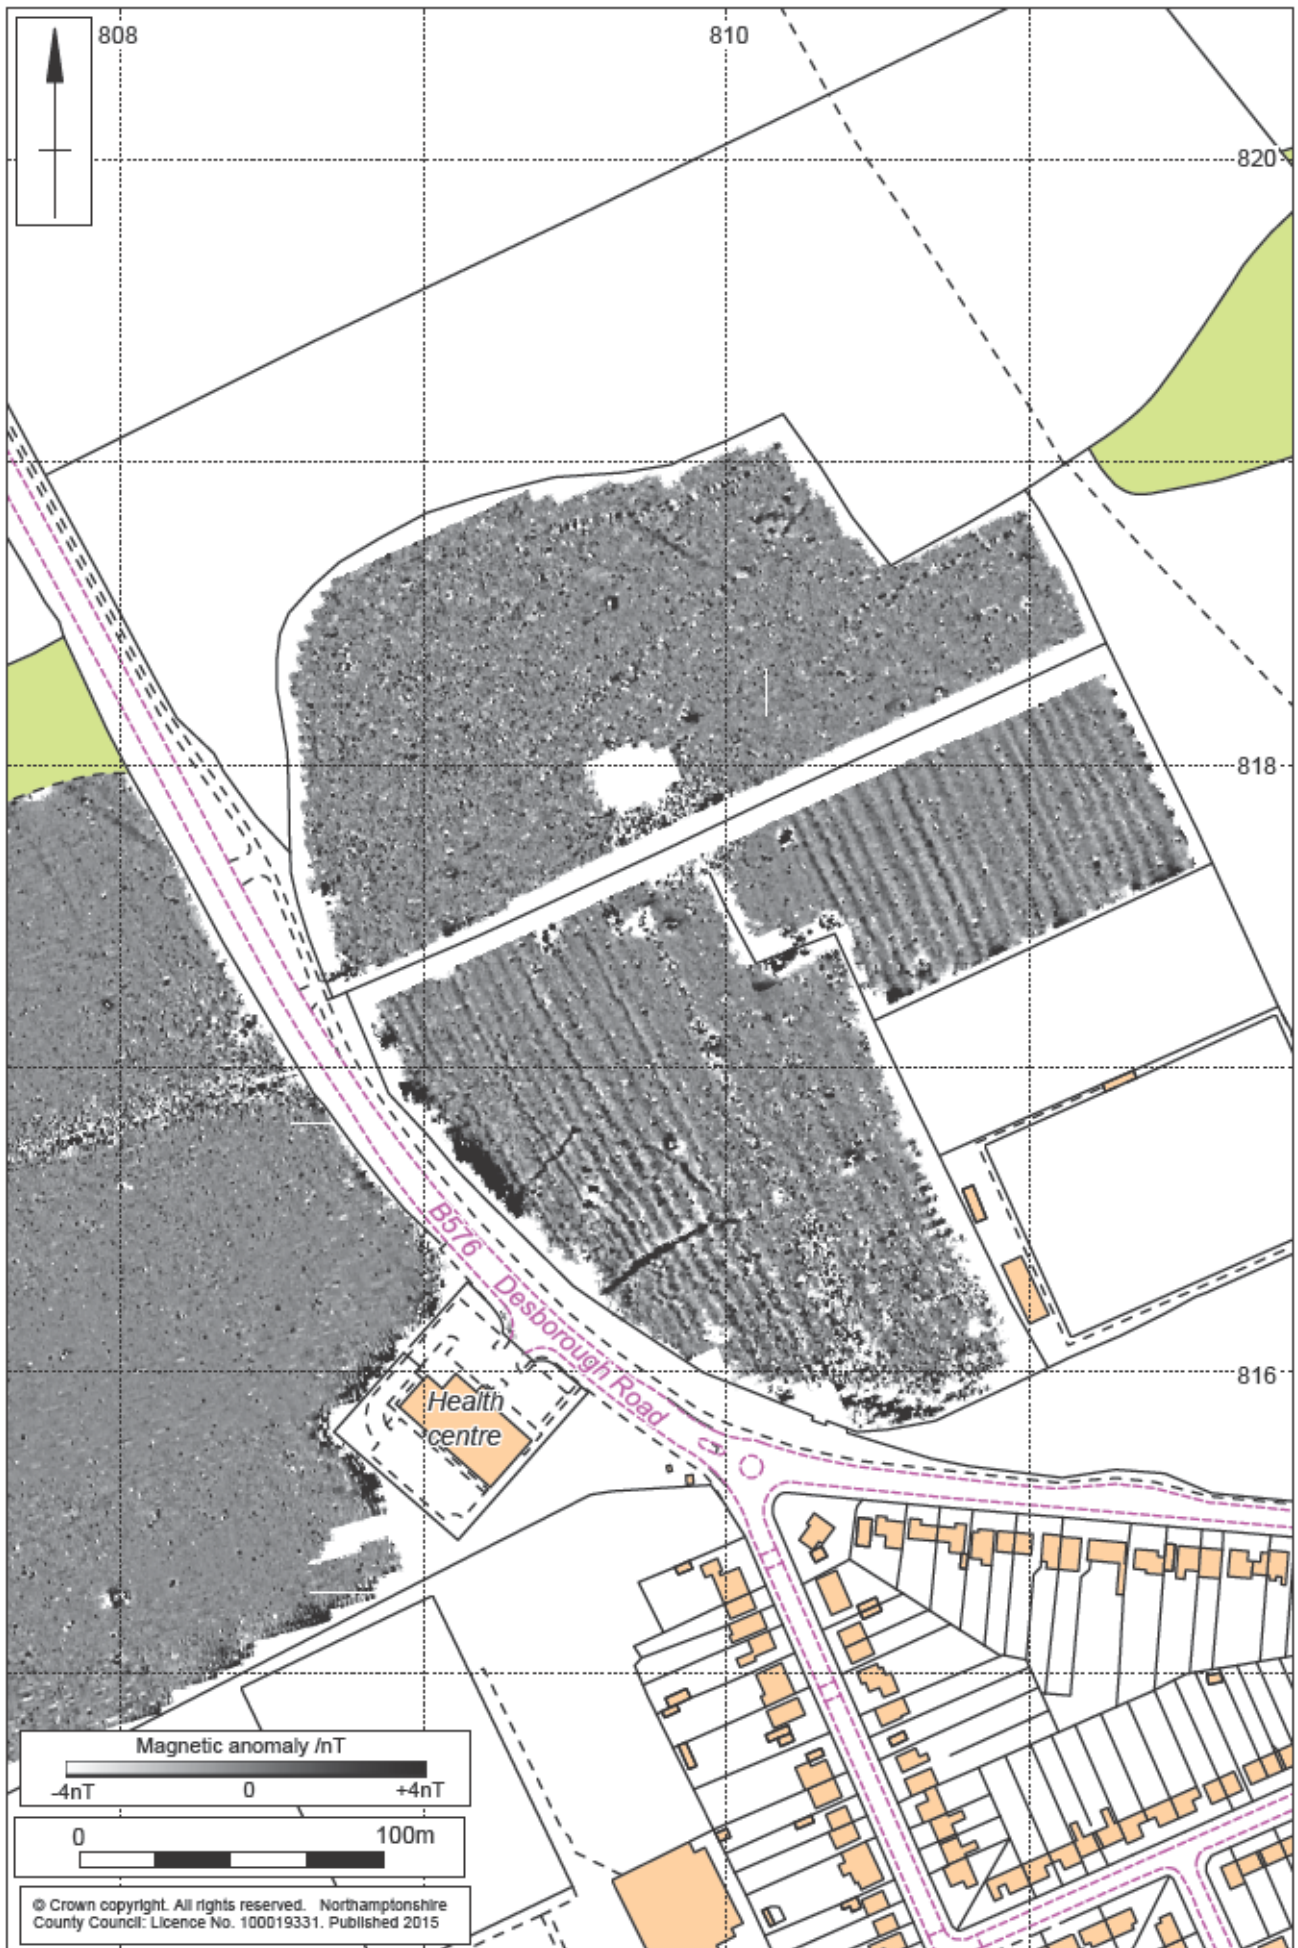 808
810
820
818
816
B576 Desborough Road
Health
centre
Magnetic anomaly /nT
-4nT 0 +4nT
0 100m
© Crown copyright. All rights reserved. Northamptonshire
County Council: Licence No. 100019331. Published 2015